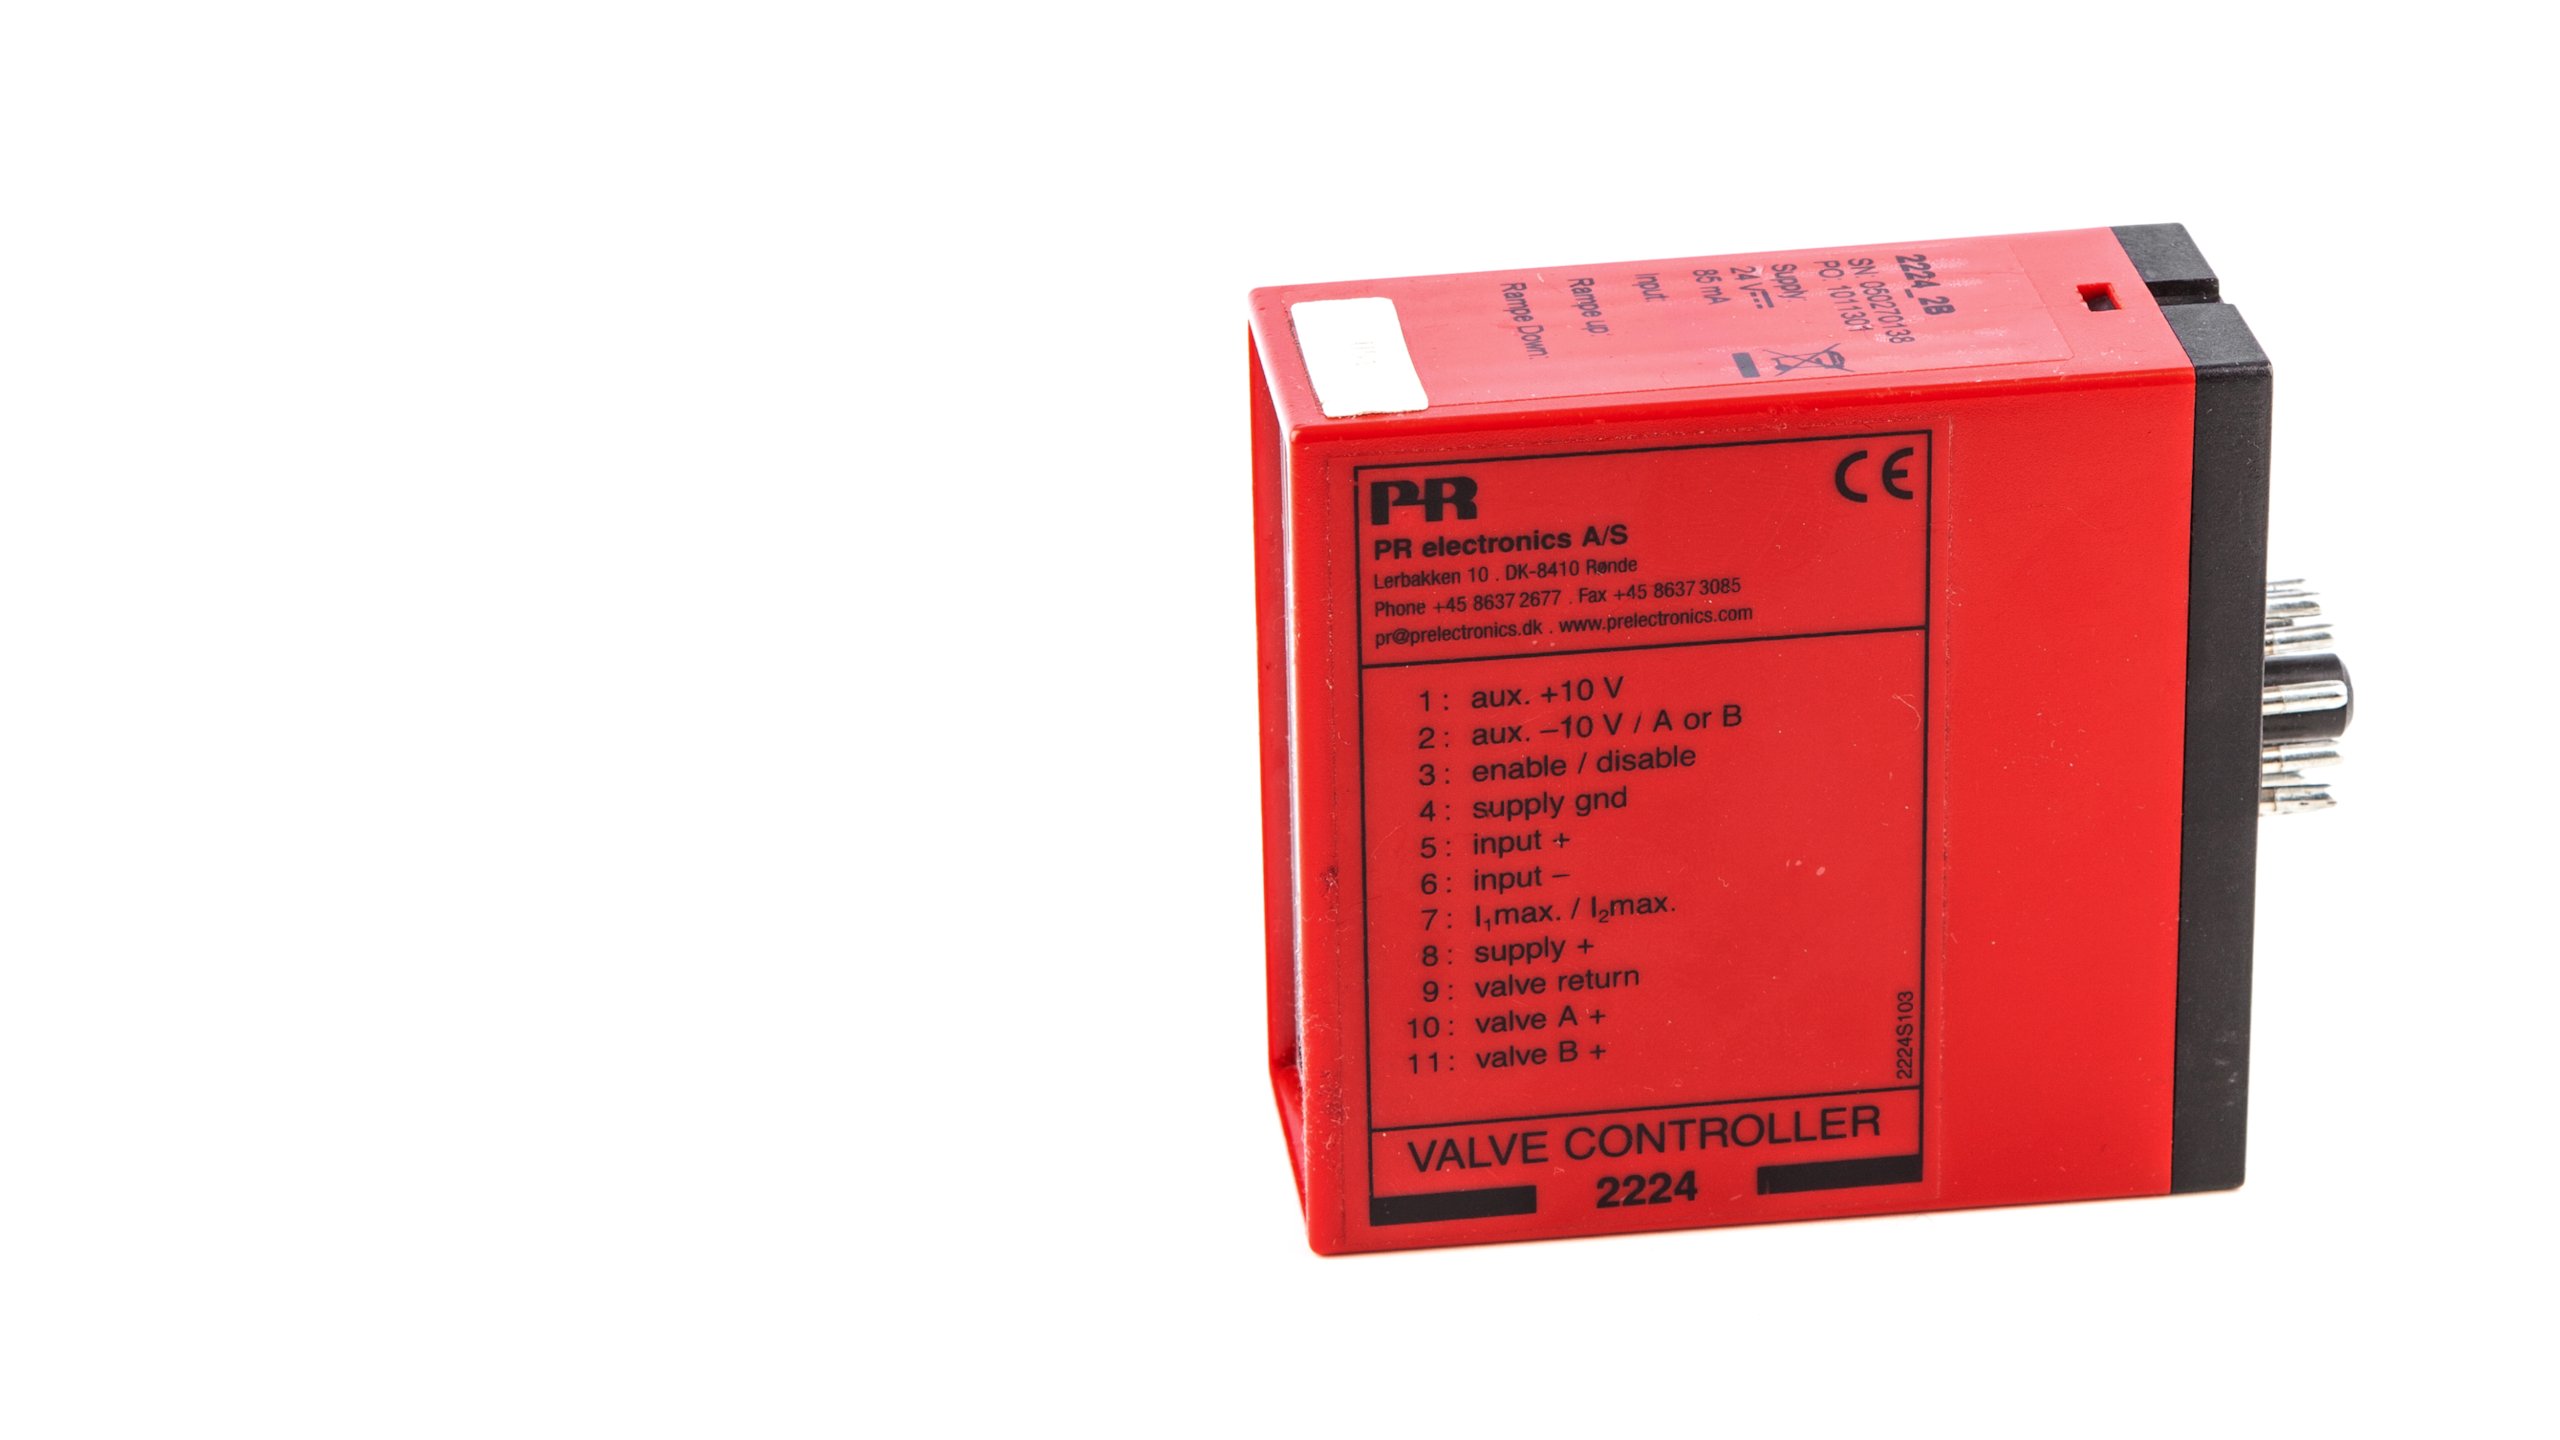 2224_2B
SN: 050270138
PO: 1011301
Supply:
24 V
85 mA
Input:
Rampe up:
Rampe Down:
PR
CE
PR electronics A/S
Lerbakken 10 . DK-8410 Rønde
Phone +45 8637 2677 . Fax +45 8637 3085
pr@prelectronics.dk . www.prelectronics.com
1 : aux. +10 V
2 : aux. –10 V / A or B
3 : enable / disable
4 : supply gnd
5 : input +
6 : input –
7 : I₁max. / I₂max.
8 : supply +
9 : valve return
10 : valve A +
11 : valve B +
2224S103
VALVE CONTROLLER
2224